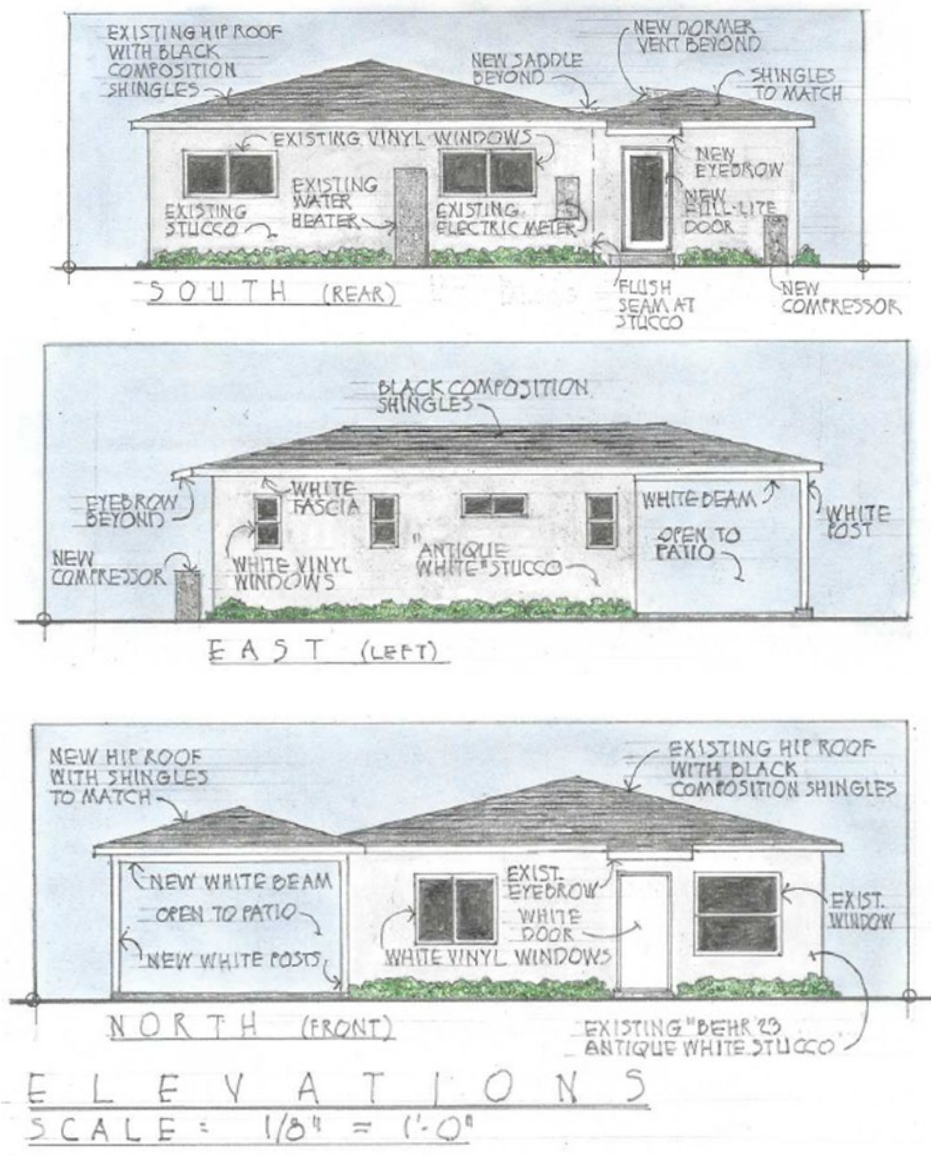 EXISTING HIP ROOF
WITH BLACK
COMPOSITION
SHINGLES
NEW SADDLE
BEYOND
NEW DORMER
VENT BEYOND
SHINGLES
TO MATCH
EXISTING VINYL WINDOWS
EXISTING
STUCCO
EXISTING
WATER
HEATER
EXISTING
ELECTRIC METER
NEW
EYEBROW
NEW
FULL-LITE
DOOR
FLUSH
SEAM AT
STUCCO
NEW
COMPRESSOR
SOUTH (REAR)
BLACK COMPOSITION
SHINGLES
EYEBROW
BEYOND
WHITE
FASCIA
WHITE BEAM
WHITE
POST
NEW
COMPRESSOR
WHITE VINYL
WINDOWS
"ANTIQUE
WHITE" STUCCO
OPEN TO
PATIO
EAST (LEFT)
NEW HIP ROOF
WITH SHINGLES
TO MATCH
EXISTING HIP ROOF
WITH BLACK
COMPOSITION SHINGLES
NEW WHITE BEAM
OPEN TO PATIO
NEW WHITE POSTS
EXIST.
EYEBROW
WHITE
DOOR
WHITE VINYL WINDOWS
EXIST.
WINDOW
NORTH (FRONT)
EXISTING "BEHR 23
ANTIQUE WHITE STUCCO"
ELEVATIONS
SCALE: 1/8" = 1'-0"